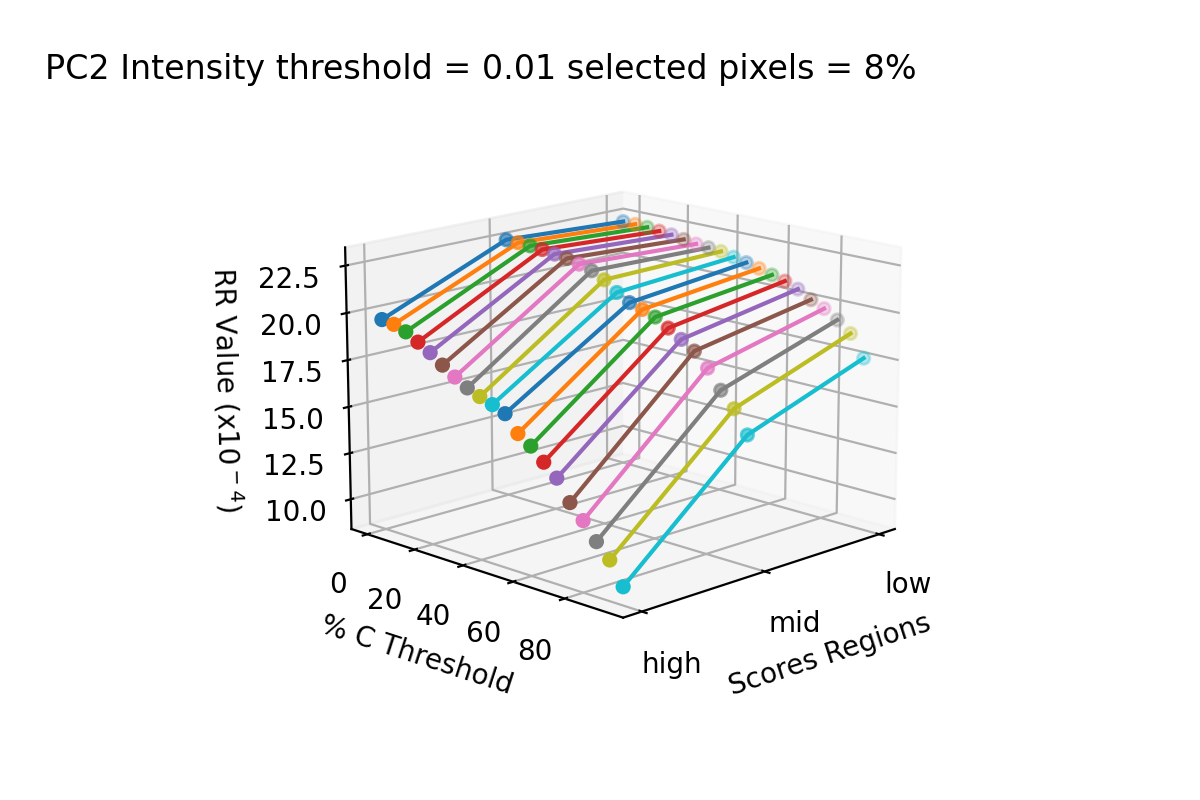 PC2 Intensity threshold = 0.01 selected pixels = 8%
RR Value (x10⁻⁴)
22.5
20.0
17.5
15.0
12.5
10.0
0
20
40
60
80
% C Threshold
high
mid
low
Scores Regions